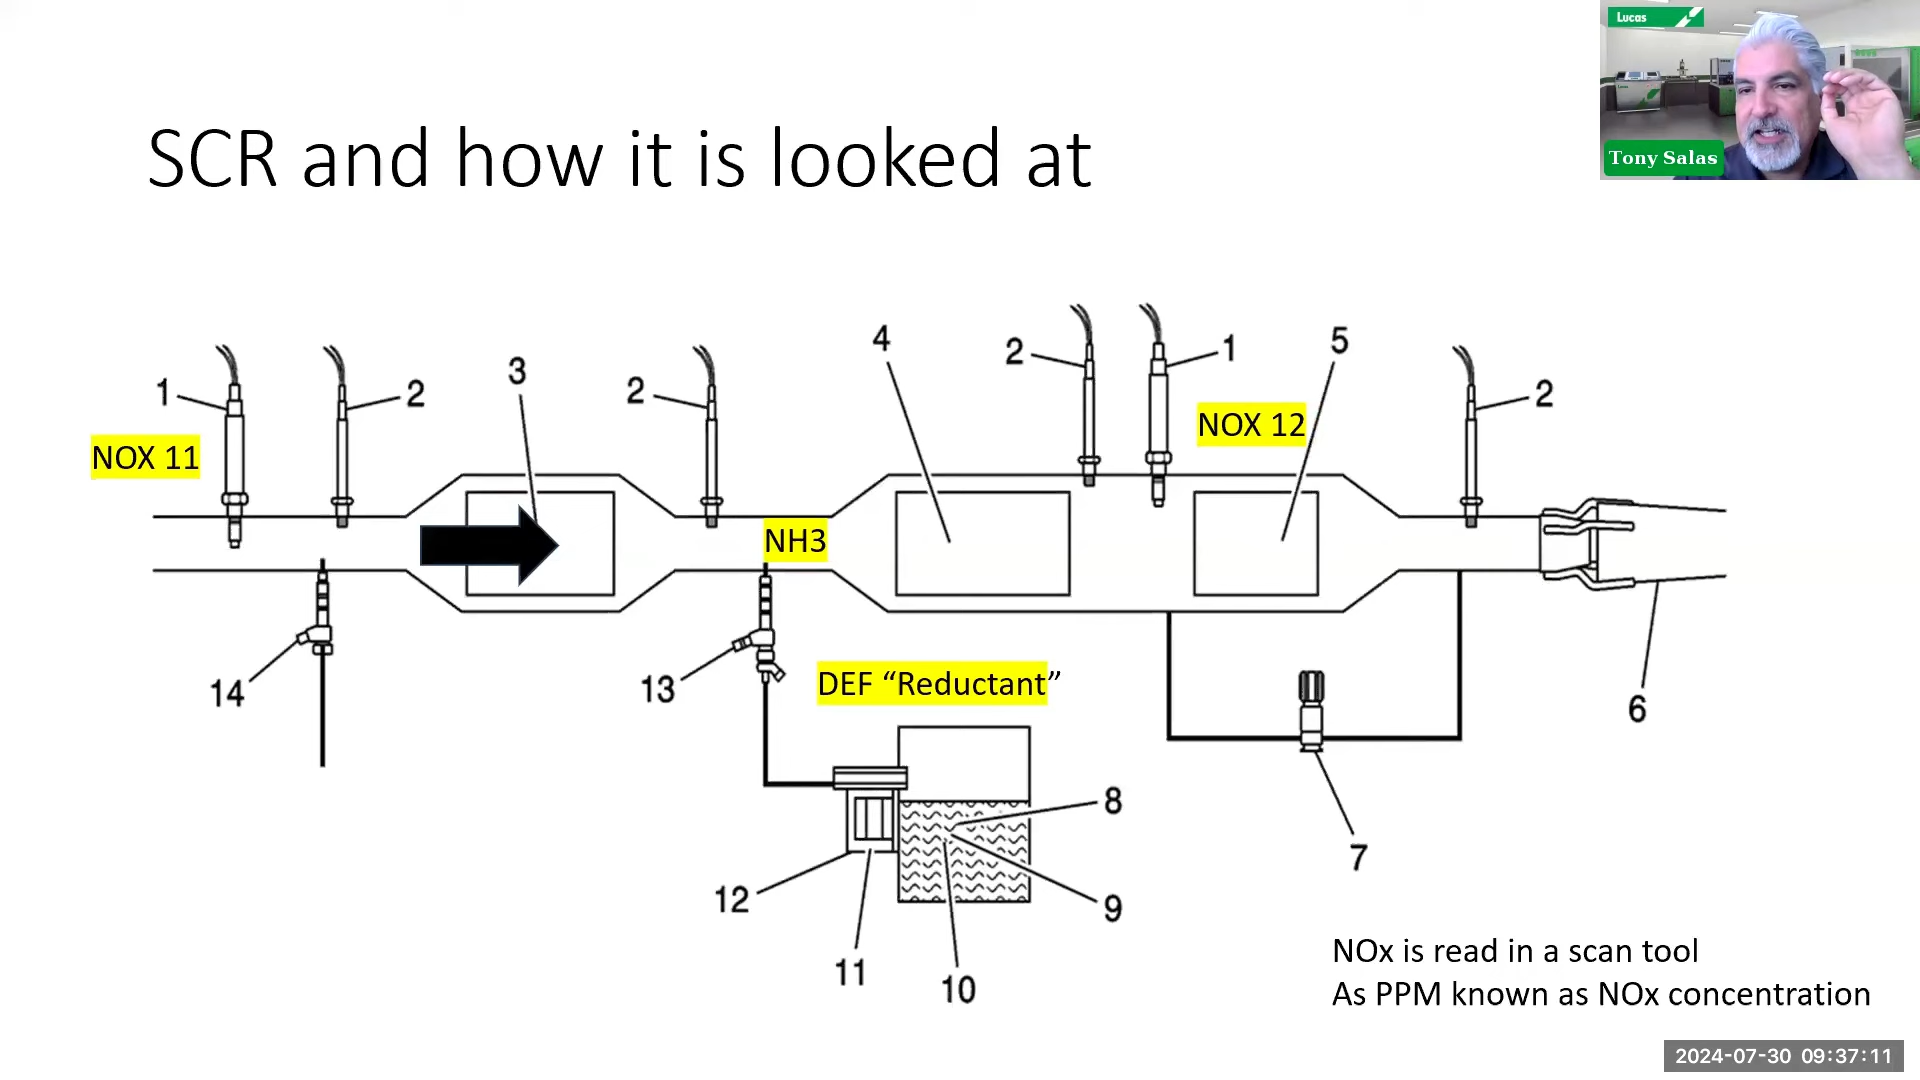 Lucas
Tony Salas
SCR and how it is looked at
4
2
1
5
3
1
2
2
2
NOX 11
NOX 12
NH3
14
13
DEF “Reductant”
6
8
7
12
9
11
10
NOx is read in a scan tool
As PPM known as NOx concentration
2024-07-30 09:37:11